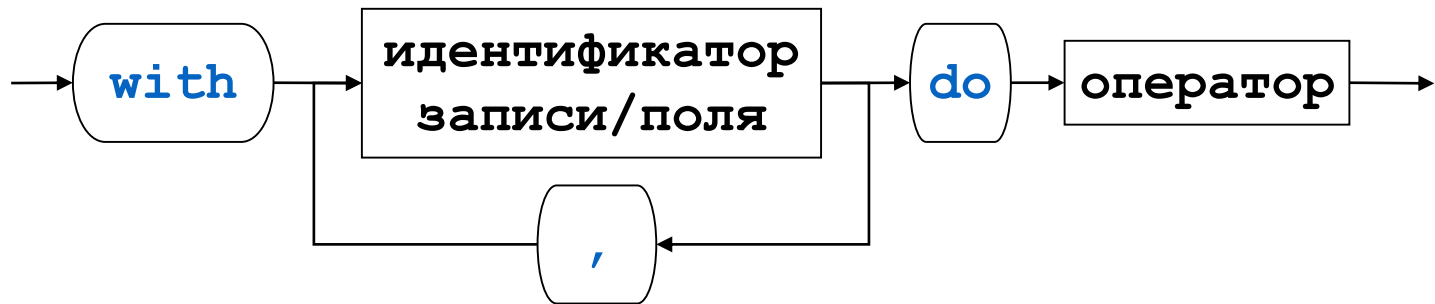 with
идентификатор
записи/поля
do
оператор
,